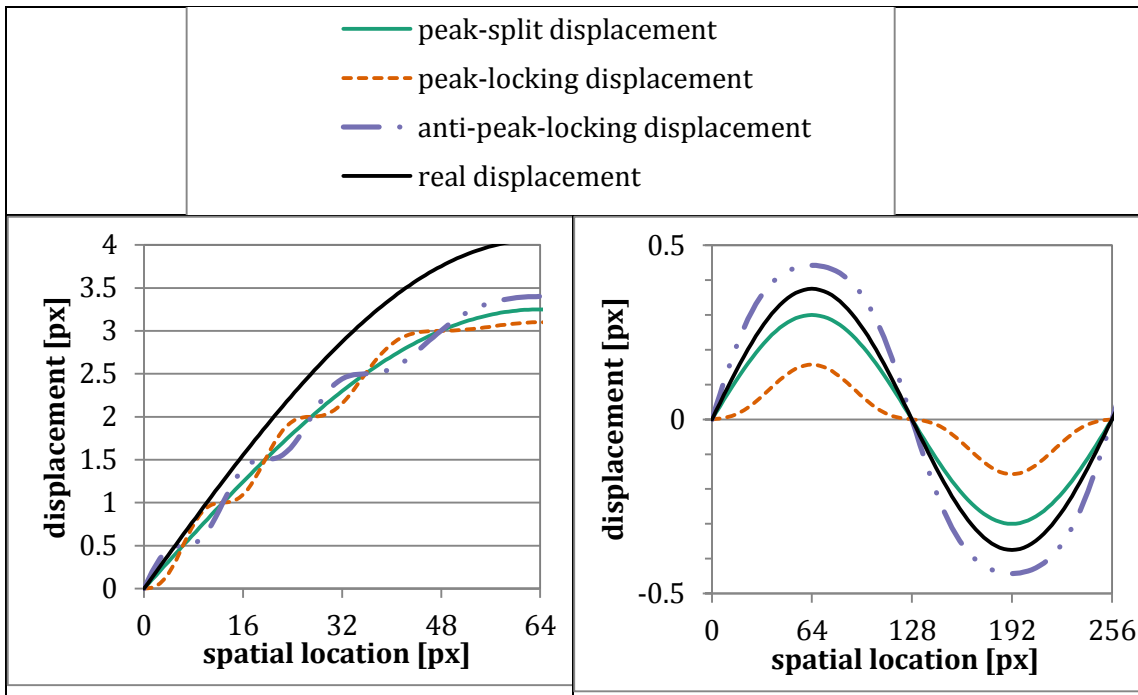 peak-split displacement
peak-locking displacement
anti-peak-locking displacement
real displacement
4
3.5
3
2.5
2
1.5
1
0.5
0
displacement [px]
0 16 32 48 64
spatial location [px]
0.5
0
-0.5
displacement [px]
0 64 128 192 256
spatial location [px]